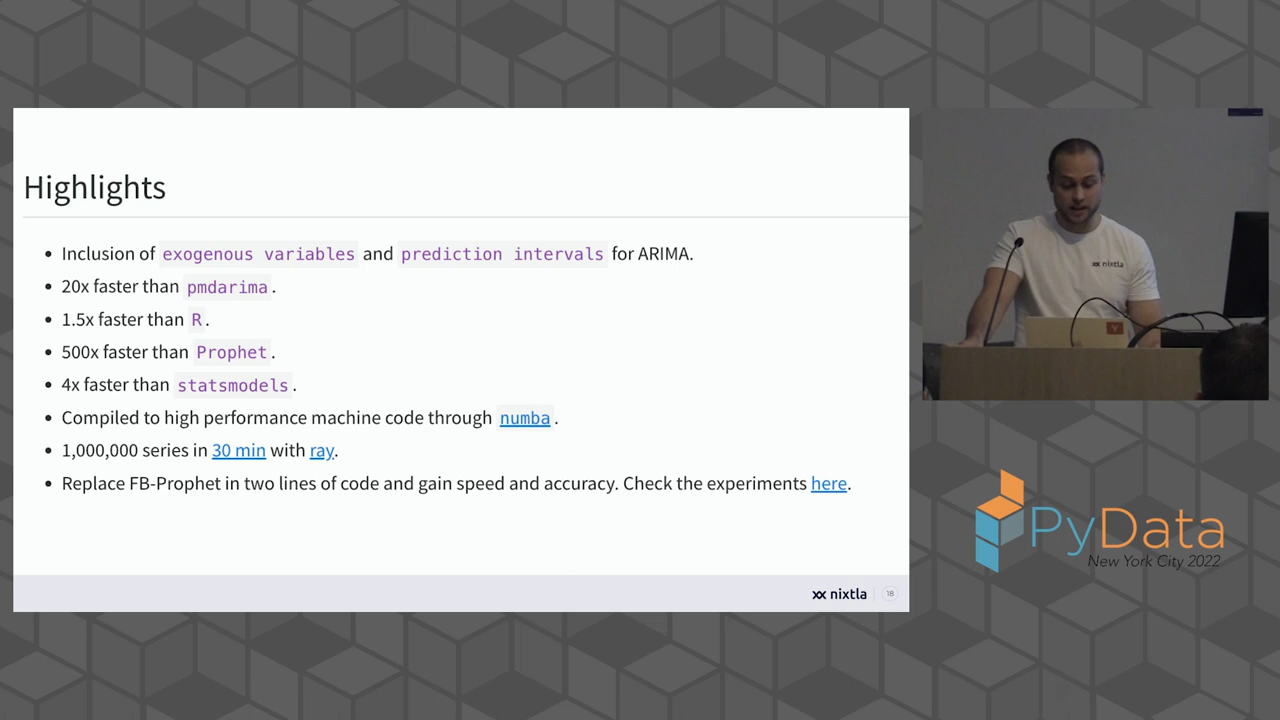 Highlights
Inclusion of exogenous variables and prediction intervals for ARIMA.
20x faster than pmdarima.
1.5x faster than R.
500x faster than Prophet.
4x faster than statsmodels.
Compiled to high performance machine code through numba.
1,000,000 series in 30 min with ray.
Replace FB-Prophet in two lines of code and gain speed and accuracy. Check the experiments here.
nixtla 18
nixtla
PyData
New York City 2022